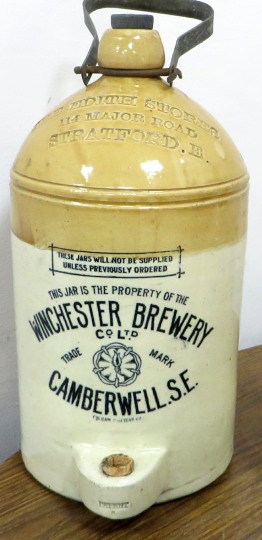 STORES
MAJOR ROAD
STRATFORD. E.
THESE JARS WILL NOT BE SUPPLIED
UNLESS PREVIOUSLY ORDERED
THIS JAR IS THE PROPERTY OF THE
WINCHESTER BREWERY
CO LTD
TRADE MARK
CAMBERWELL. S.E.